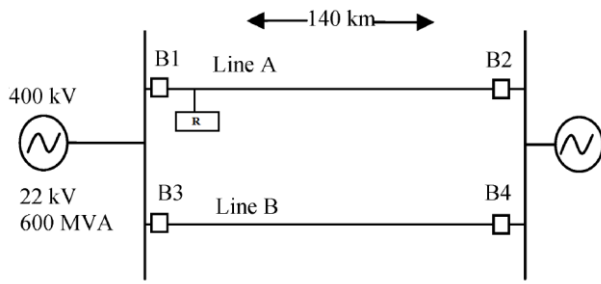 140 km
B1
Line A
B2
R
400 kV
22 kV
600 MVA
B3
Line B
B4